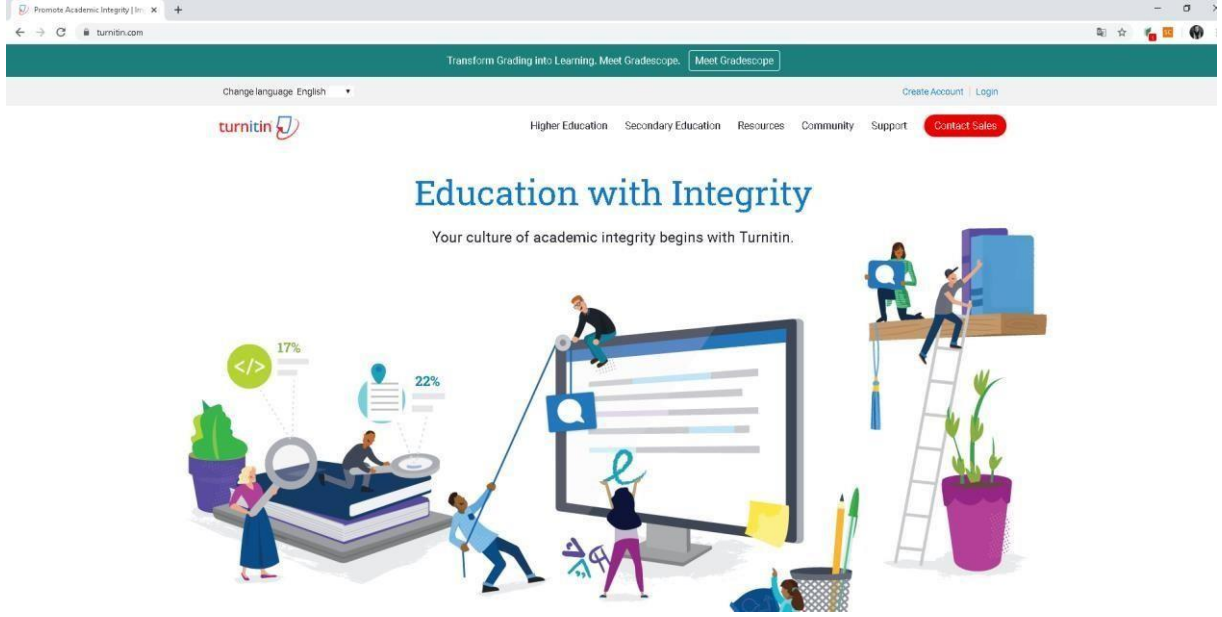 Promote Academic Integrity | Im
turnitin.com
Transform Grading into Learning. Meet Gradescope. Meet Gradescope
Change language English
Create Account | Login
turnitin
Higher Education Secondary Education Resources Community Support Contact Sales
Education with Integrity
Your culture of academic integrity begins with Turnitin.
17%
</>
22%